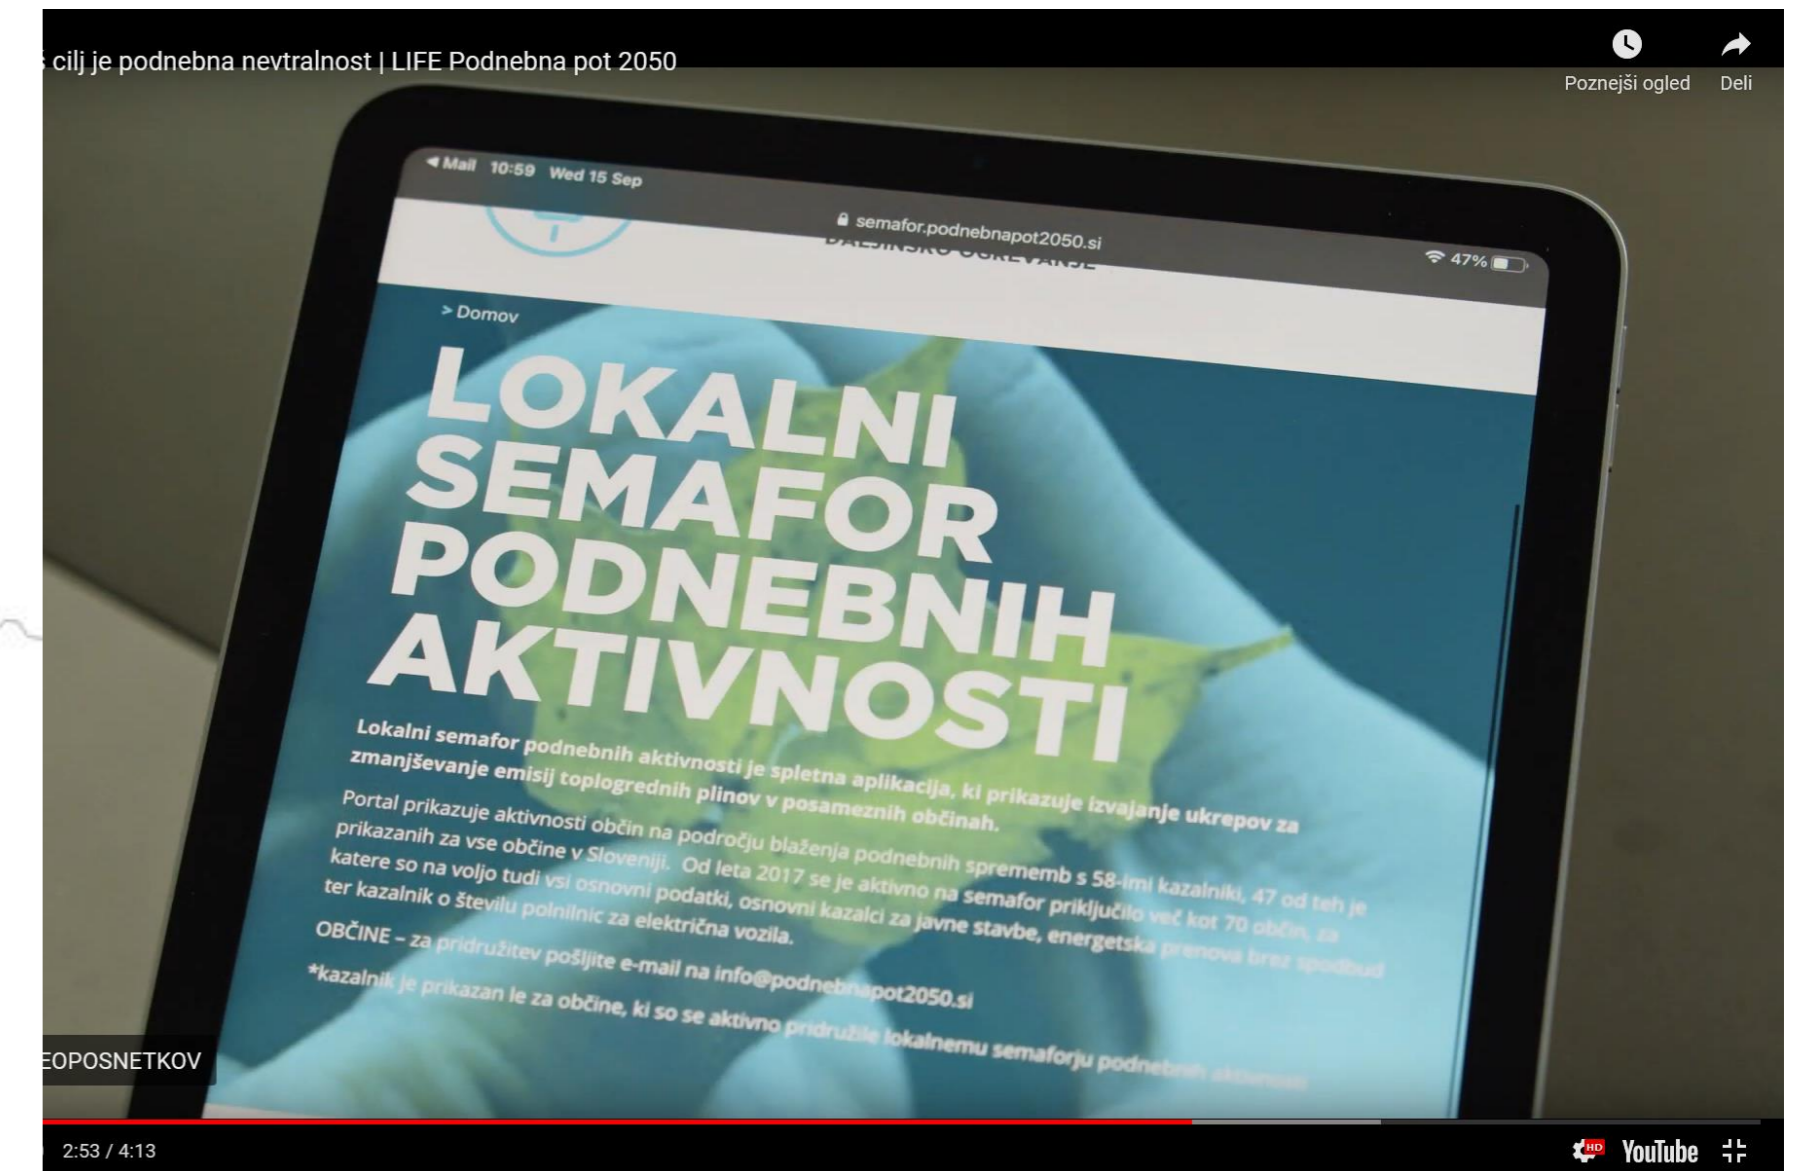 cilj je podnebna nevtralnost | LIFE Podnebna pot 2050
Poznejši ogled
Deli
Mail 10:59 Wed 15 Sep
semafor.podnebnapot2050.si
47%
DALJINSKO OGREVANJE
> Domov
LOKALNI
SEMAFOR
PODNEBNIH
AKTIVNOSTI
Lokalni semafor podnebnih aktivnosti je spletna aplikacija, ki prikazuje izvajanje ukrepov za
zmanjševanje emisij toplogrednih plinov v posameznih občinah.
Portal prikazuje aktivnosti občin na področju blaženja podnebnih sprememb s 58-imi kazalniki, 47 od teh je
prikazanih za vse občine v Sloveniji. Od leta 2017 se je aktivno na semafor priključilo več kot 70 občin, za
katere so na voljo tudi vsi osnovni podatki, osnovni kazalci za javne stavbe, energetska prenova brez spodbud
ter kazalnik o številu polnilnic za električna vozila.
OBČINE – za pridružitev pošljite e-mail na info@podnebnapot2050.si
*kazalnik je prikazan le za občine, ki so se aktivno pridružile lokalnemu semaforju podnebnih aktivnosti
EOPOSNETKOV
2:53 / 4:13
HD
YouTube